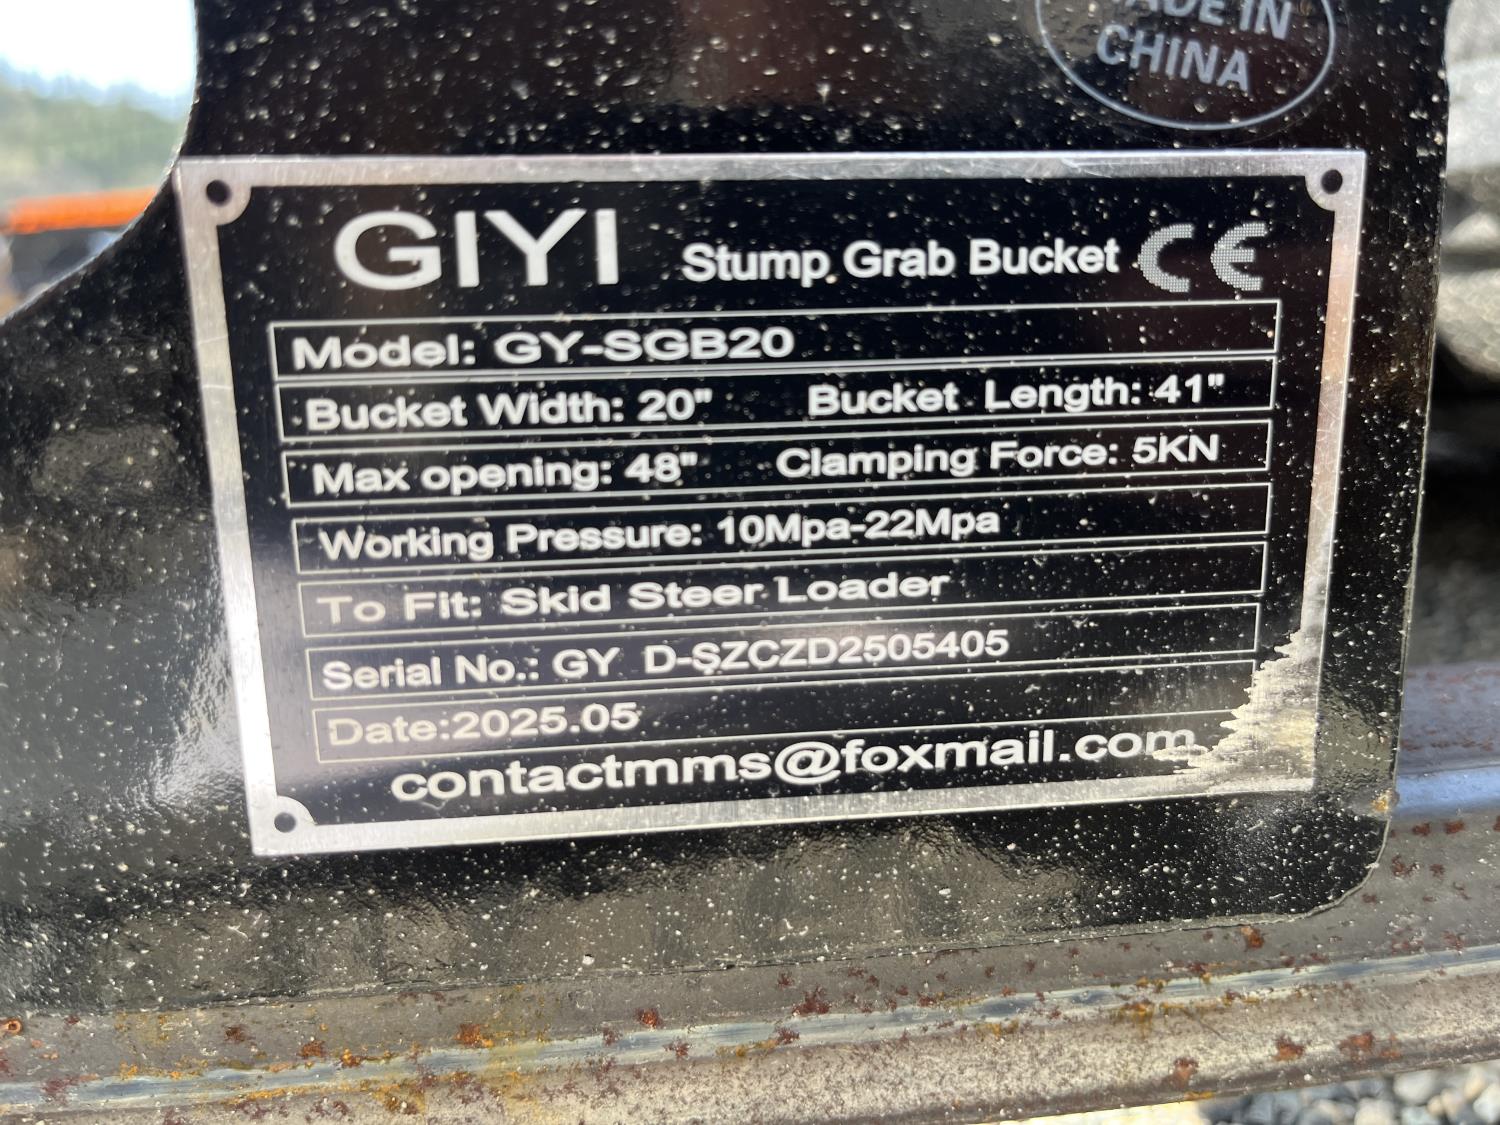 MADE IN
CHINA
GIYI Stump Grab Bucket CE
Model: GY-SGB20
Bucket Width: 20" Bucket Length: 41"
Max opening: 48" Clamping Force: 5KN
Working Pressure: 10Mpa-22Mpa
To Fit: Skid Steer Loader
Serial No.: GY D-SZCZD2505405
Date:2025.05
contactmms@foxmail.com